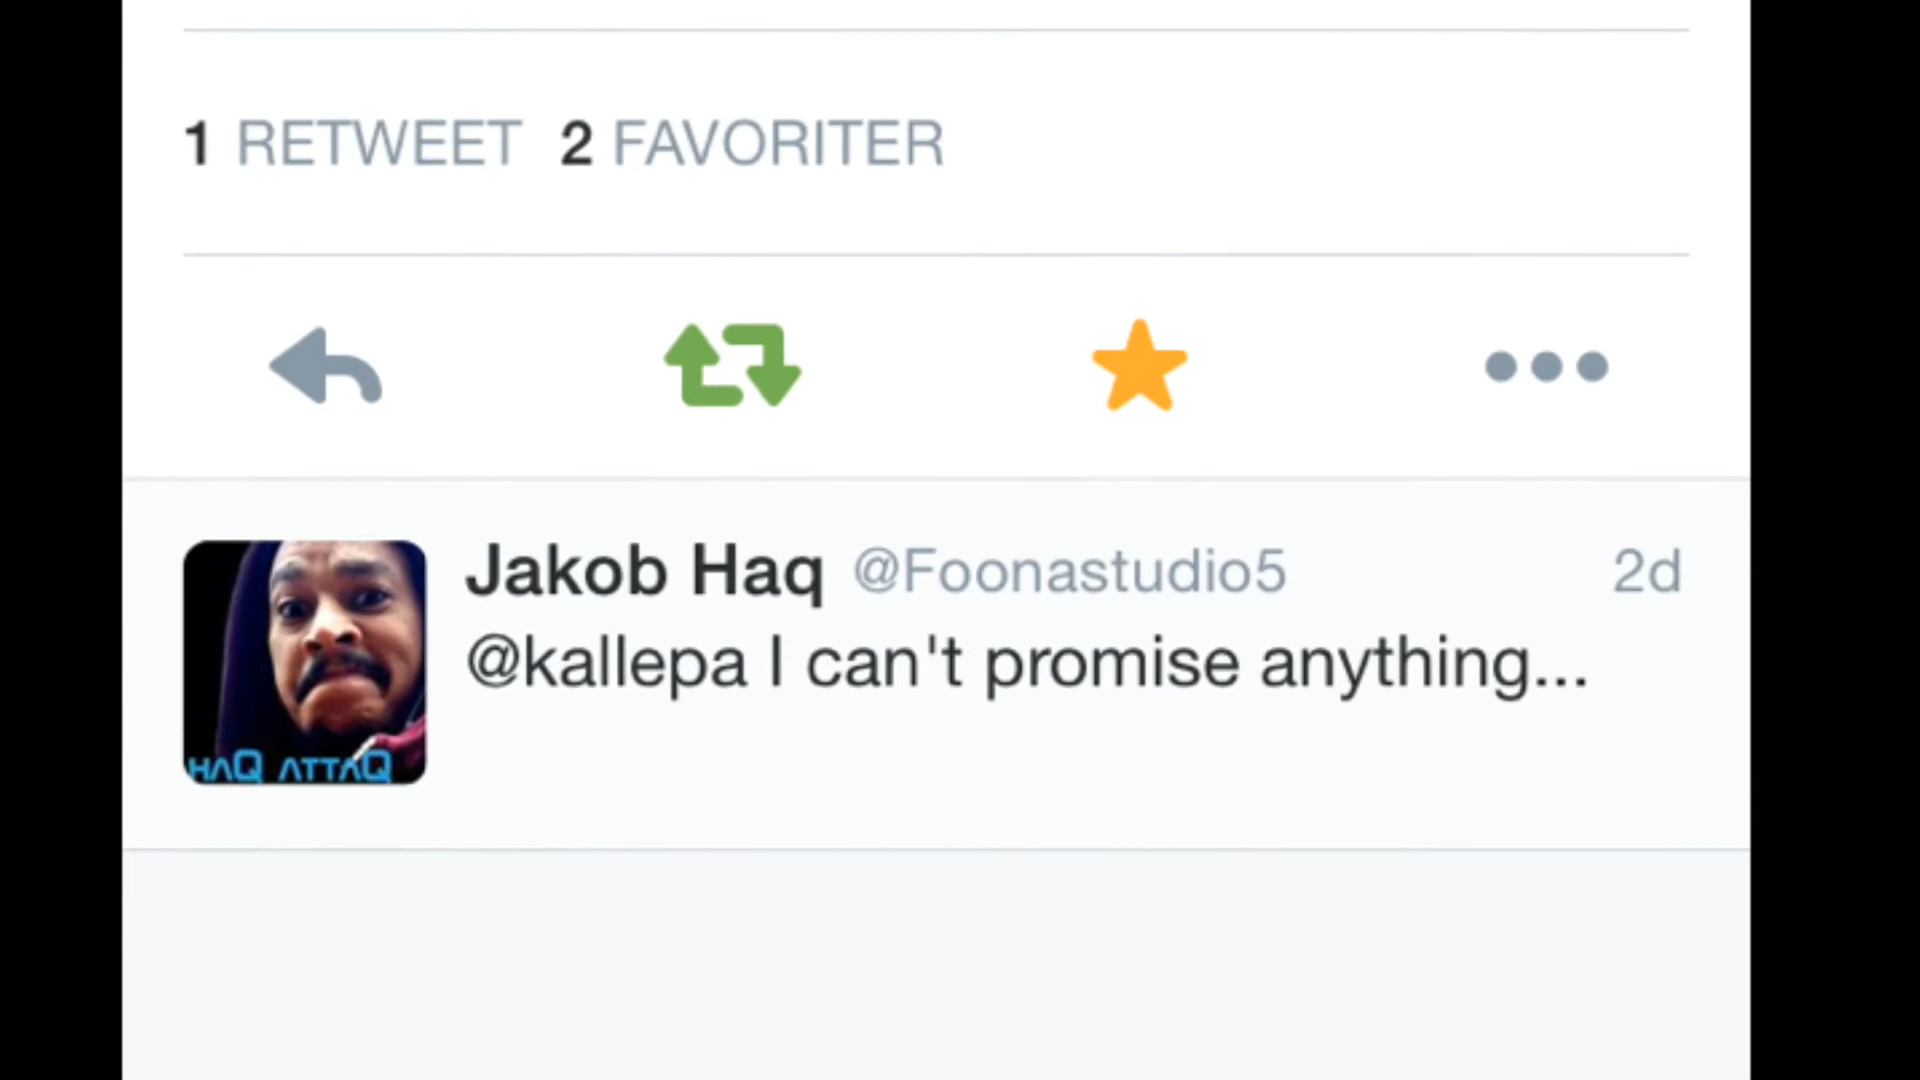 1 RETWEET 2 FAVORITER
Jakob Haq @Foonastudio5 2d
@kallepa I can't promise anything...
HAQ ATTAQ